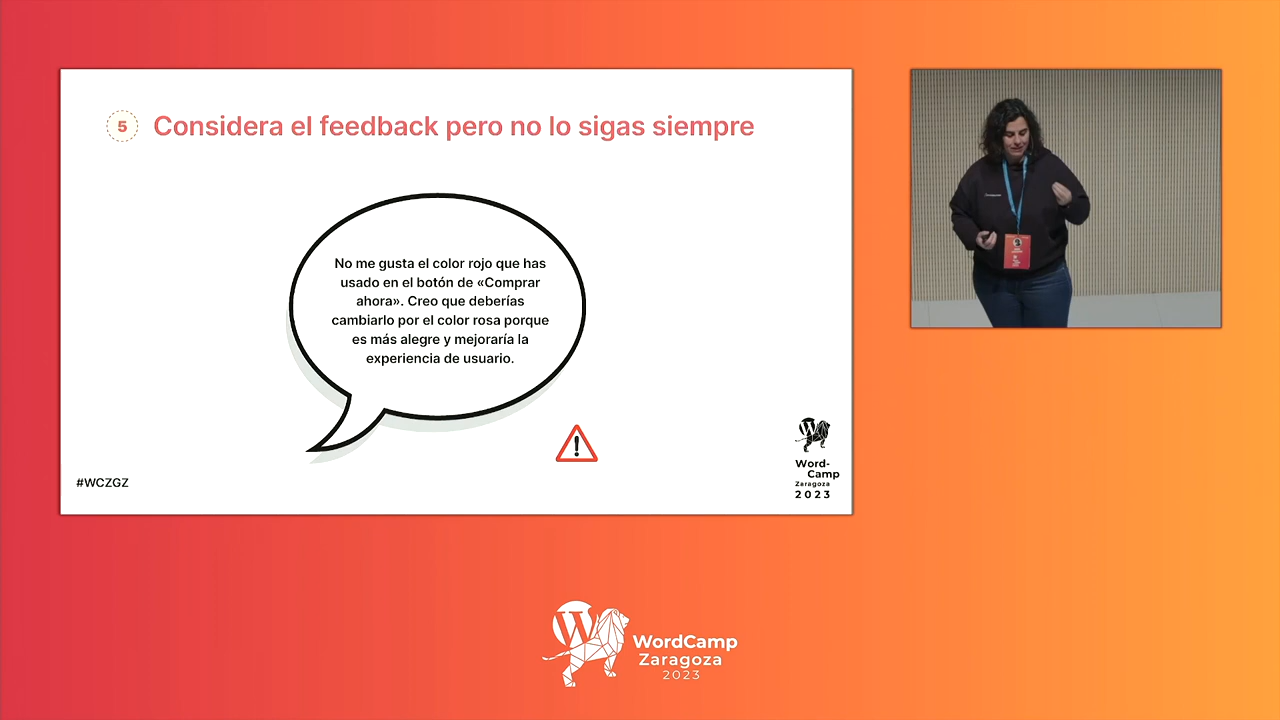 5 Considera el feedback pero no lo sigas siempre
No me gusta el color rojo que has
usado en el botón de «Comprar
ahora». Creo que deberías
cambiarlo por el color rosa porque
es más alegre y mejoraría la
experiencia de usuario.
#WCZGZ
Word-
Camp
Zaragoza
2023
WordCamp
Zaragoza
2023